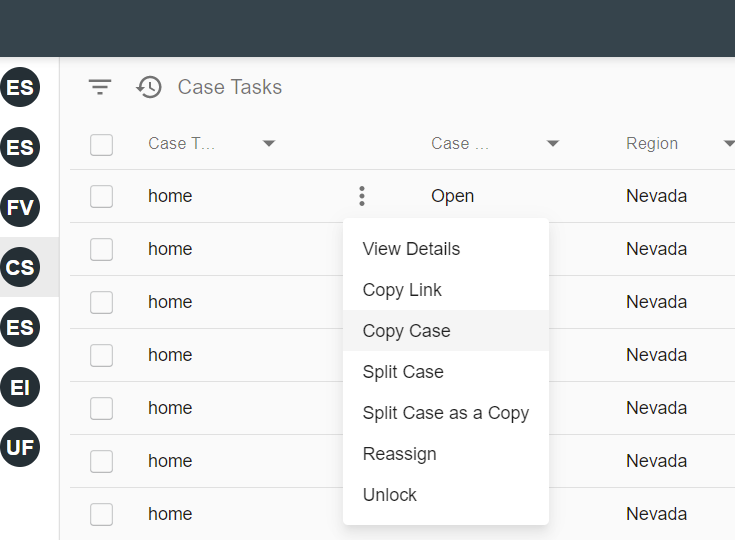 ES
ES
FV
CS
ES
EI
UF
Case Tasks
Case T... Case ... Region
home Open Nevada
home Nevada
home Nevada
home Nevada
home Nevada
home Nevada
home Nevada
View Details
Copy Link
Copy Case
Split Case
Split Case as a Copy
Reassign
Unlock